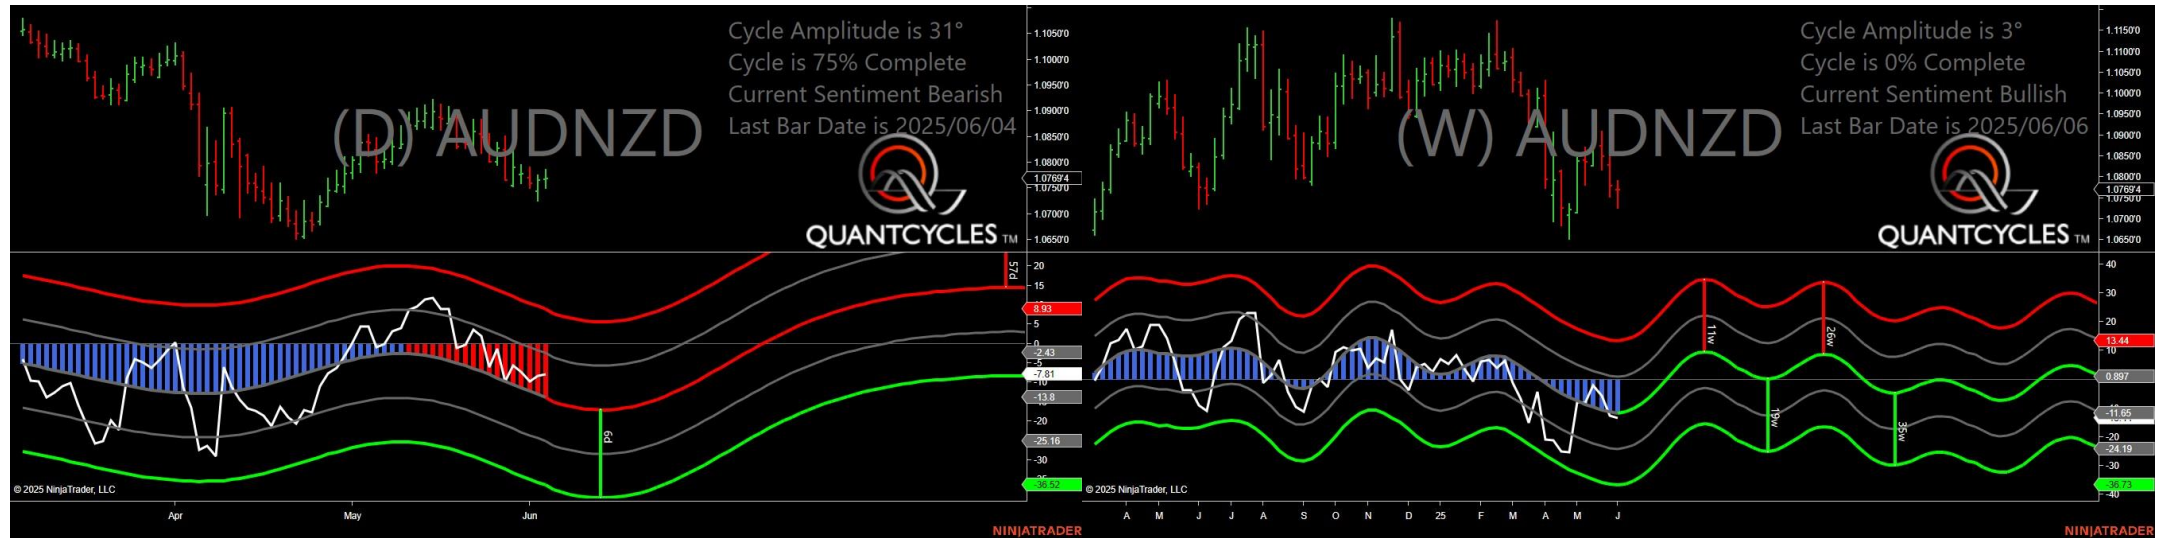 Cycle Amplitude is 31°
Cycle is 75% Complete
Current Sentiment Bearish
Last Bar Date is 2025/06/04
(D) AUDNZD
QUANTCYCLES TM
1.1050'0
1.1000'0
1.0950'0
1.0900'0
1.0850'0
1.0800'0
1.0769'4
1.0750'0
1.0700'0
1.0650'0
57d
6d
20
15
8.93
5
0
-2.43
-5
-7.81
-10
-13.8
-20
-25.16
-30
-36.52
© 2025 NinjaTrader, LLC
Apr May Jun
NINJATRADER
Cycle Amplitude is 3°
Cycle is 0% Complete
Current Sentiment Bullish
Last Bar Date is 2025/06/06
(W) AUDNZD
QUANTCYCLES TM
1.1150'0
1.1100'0
1.1050'0
1.1000'0
1.0950'0
1.0900'0
1.0850'0
1.0800'0
1.0769'4
1.0750'0
1.0700'0
1.0650'0
11w
26w
19w
35w
40
30
20
13.44
10
0.897
-11.65
-20
-24.19
-30
-36.73
-40
© 2025 NinjaTrader, LLC
A M J J A S O N D 25 F M A M J
NINJATRADER